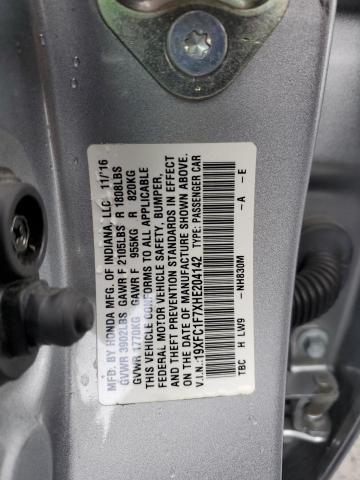 MFD. BY HONDA MFG. OF INDIANA, LLC 11/16
GVWR 3902LBS GAWR F 2105LBS R 1808LBS
GVWR 1770KG GAWR F 955KG R 820KG
THIS VEHICLE CONFORMS TO ALL APPLICABLE
FEDERAL MOTOR VEHICLE SAFETY, BUMPER,
AND THEFT PREVENTION STANDARDS IN EFFECT
ON THE DATE OF MANUFACTURE SHOWN ABOVE.
V.I.N.:19XFC1F7XHE204142 TYPE: PASSENGER CAR
TBC H LW9 -NH830M -A -E